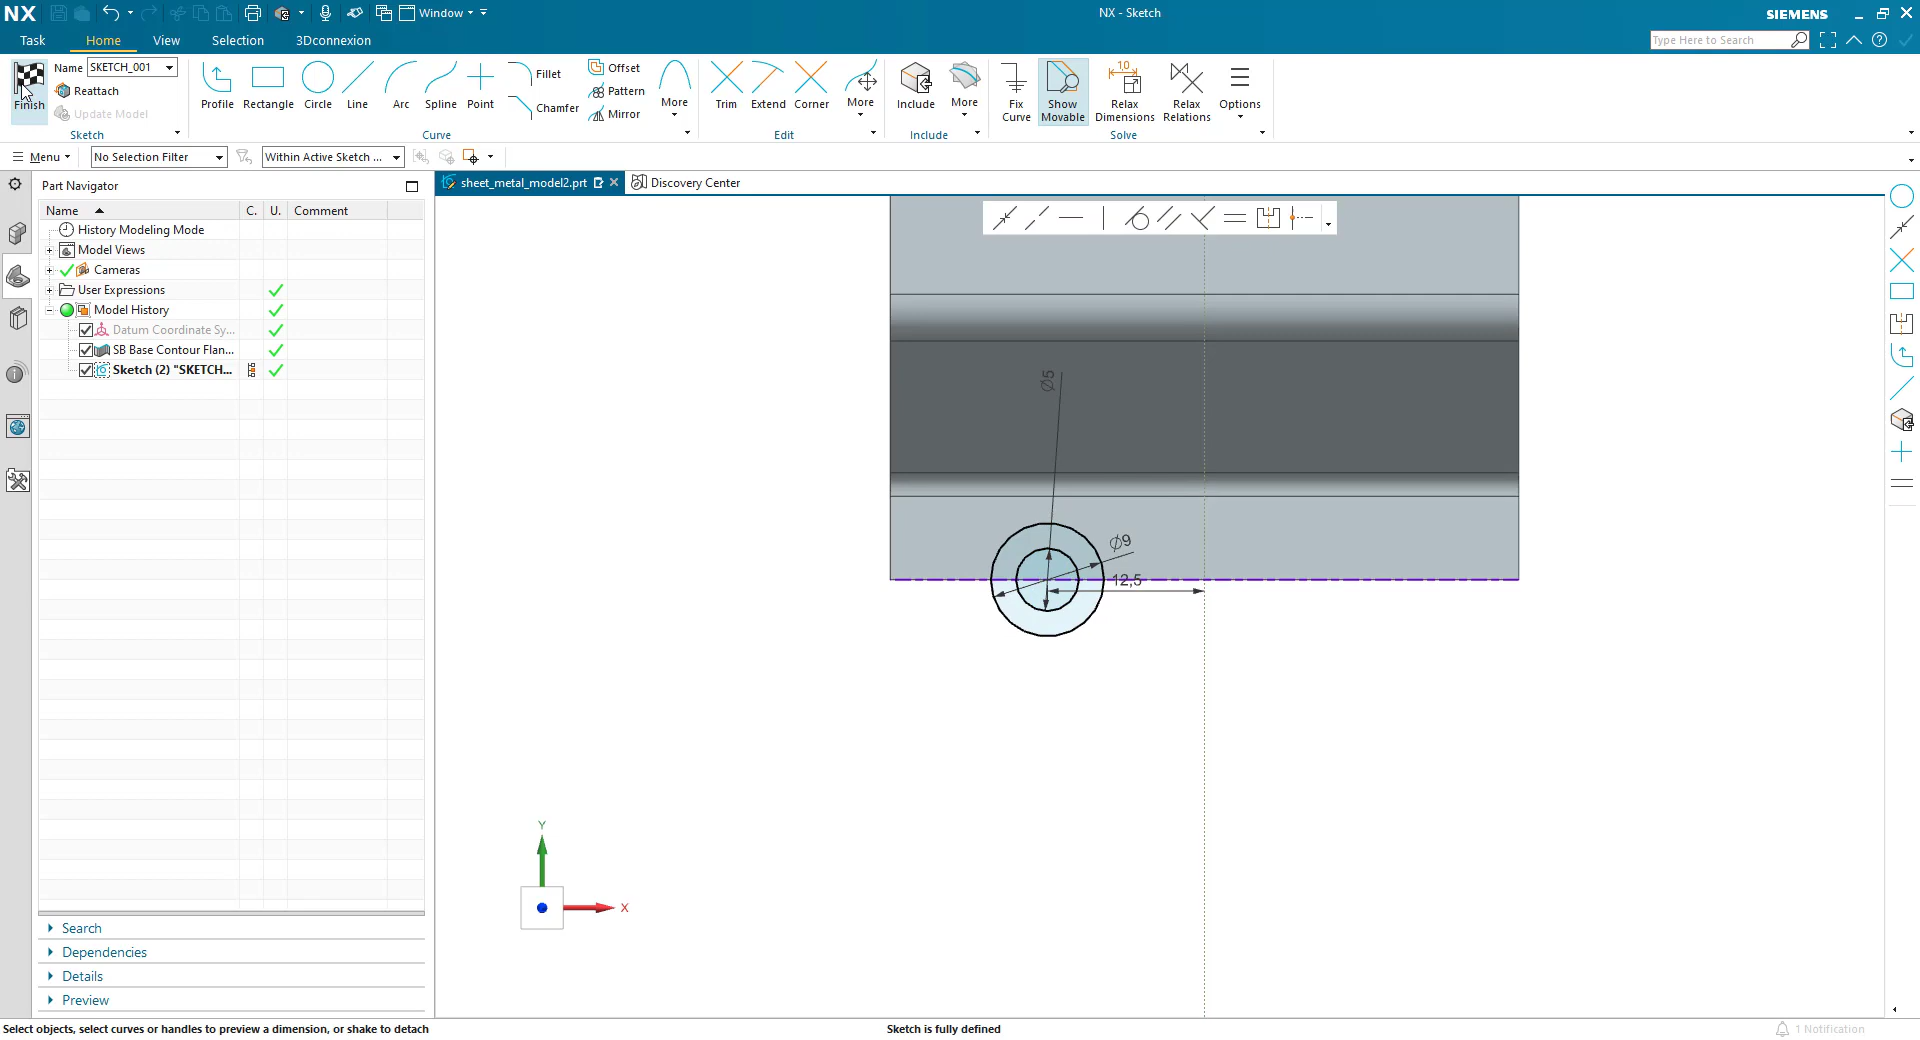 NX Window NX - Sketch SIEMENS
Task Home View Selection 3Dconnexion Type Here to Search
Finish Name SKETCH_001 Reattach Update Model Sketch
Profile Rectangle Circle Line Arc Spline Point Fillet Chamfer Offset Pattern Mirror More Curve
Trim Extend Corner More Edit
Include More Include
Fix Curve Show Movable Relax Dimensions Relax Relations Options Solve
Menu No Selection Filter Within Active Sketch ...
Part Navigator sheet_metal_model2.prt Discovery Center
Name C. U. Comment
History Modeling Mode
Model Views
Cameras
User Expressions
Model History
Datum Coordinate Sy...
SB Base Contour Flan...
Sketch (2) "SKETCH...
Ø5
Ø9
12,5
Y
X
Search
Dependencies
Details
Preview
Select objects, select curves or handles to preview a dimension, or shake to detach Sketch is fully defined 1 Notification